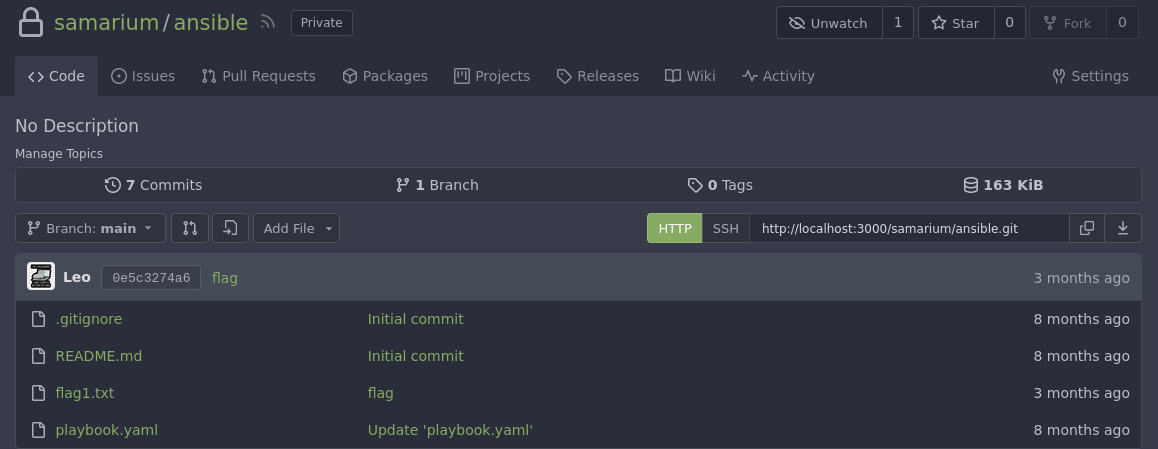 samarium/ansible Private Unwatch 1 Star 0 Fork 0
Code Issues Pull Requests Packages Projects Releases Wiki Activity Settings
No Description
Manage Topics
7 Commits 1 Branch 0 Tags 163 KiB
Branch: main Add File HTTP SSH http://localhost:3000/samarium/ansible.git
Leo 0e5c3274a6 flag 3 months ago
.gitignore Initial commit 8 months ago
README.md Initial commit 8 months ago
flag1.txt flag 3 months ago
playbook.yaml Update 'playbook.yaml' 8 months ago